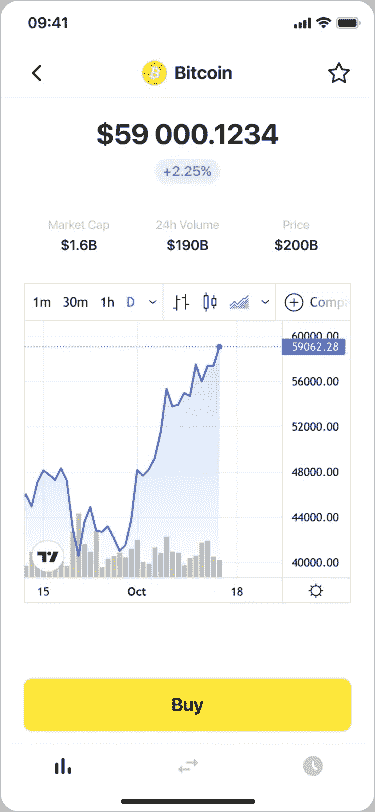 09:41
Bitcoin
$59 000.1234
+2.25%
Market Cap 24h Volume Price
$1.6B $190B $200B
1m 30m 1h D Compa
60000.00
59062.28
56000.00
52000.00
48000.00
44000.00
40000.00
15 Oct 18
Buy